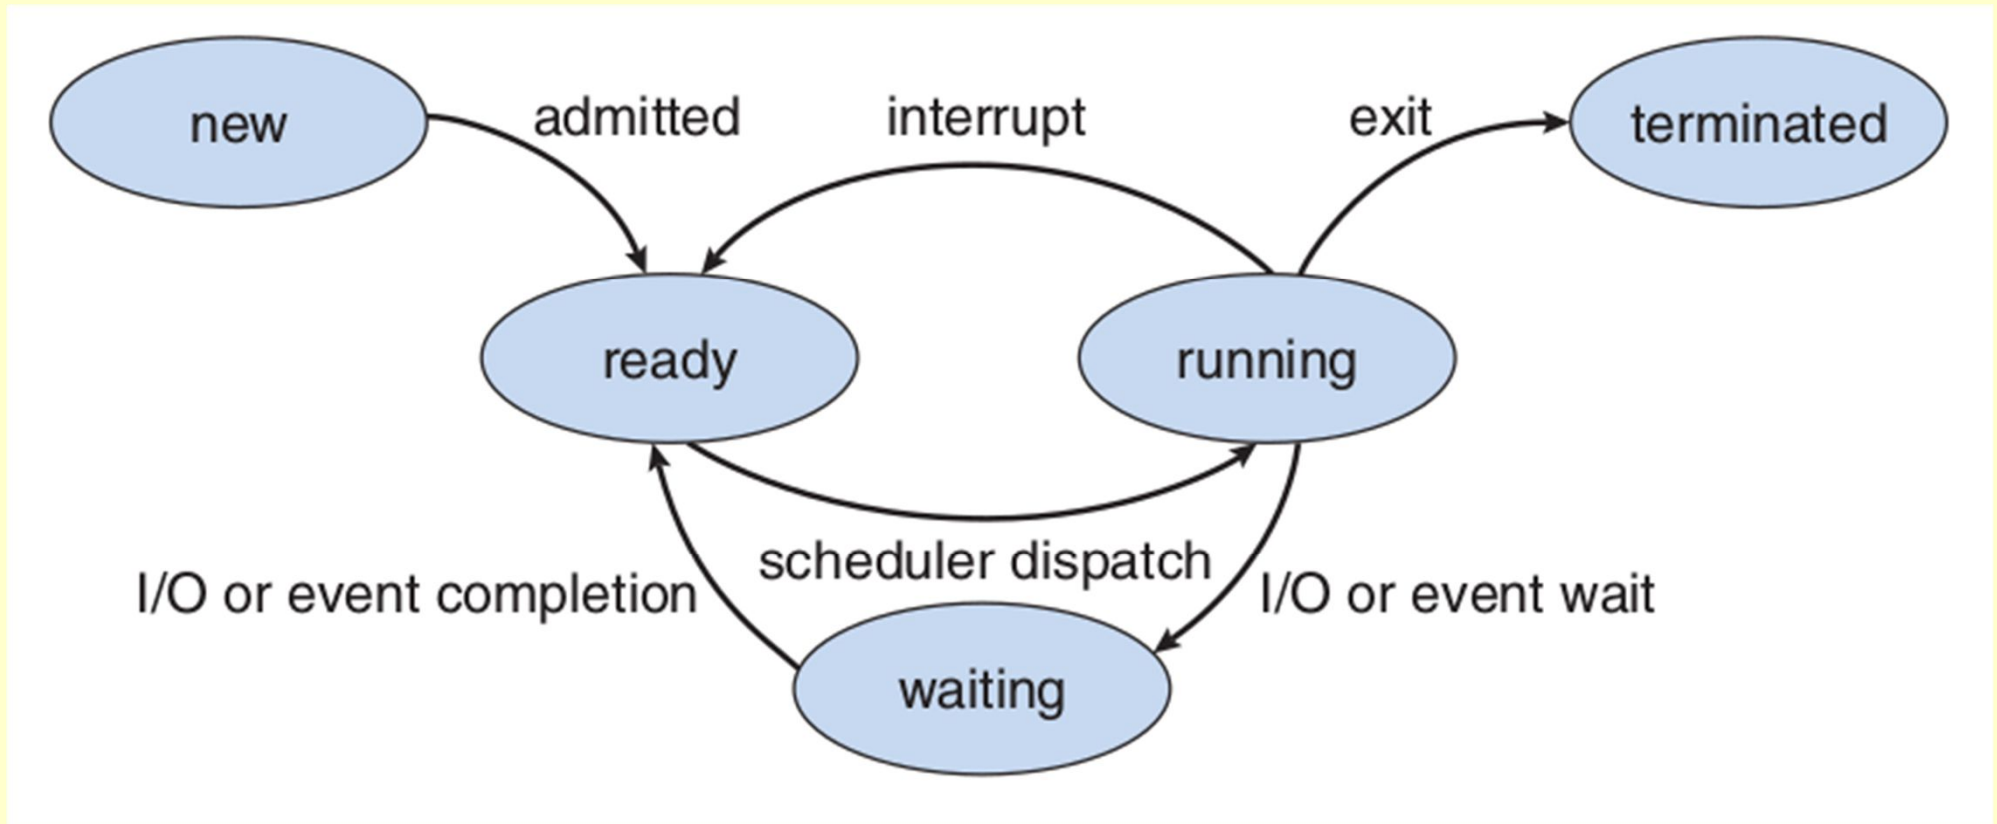 new
admitted
interrupt
exit
terminated
ready
running
scheduler dispatch
I/O or event completion
I/O or event wait
waiting